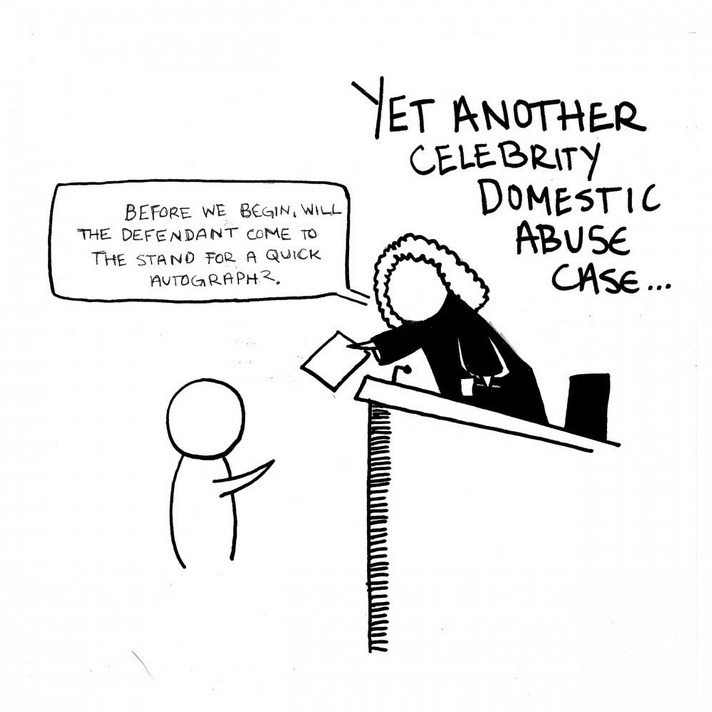 YET ANOTHER
CELEBRITY
DOMESTIC
ABUSE
CASE...
BEFORE WE BEGIN, WILL
THE DEFENDANT COME TO
THE STAND FOR A QUICK
AUTOGRAPH?.